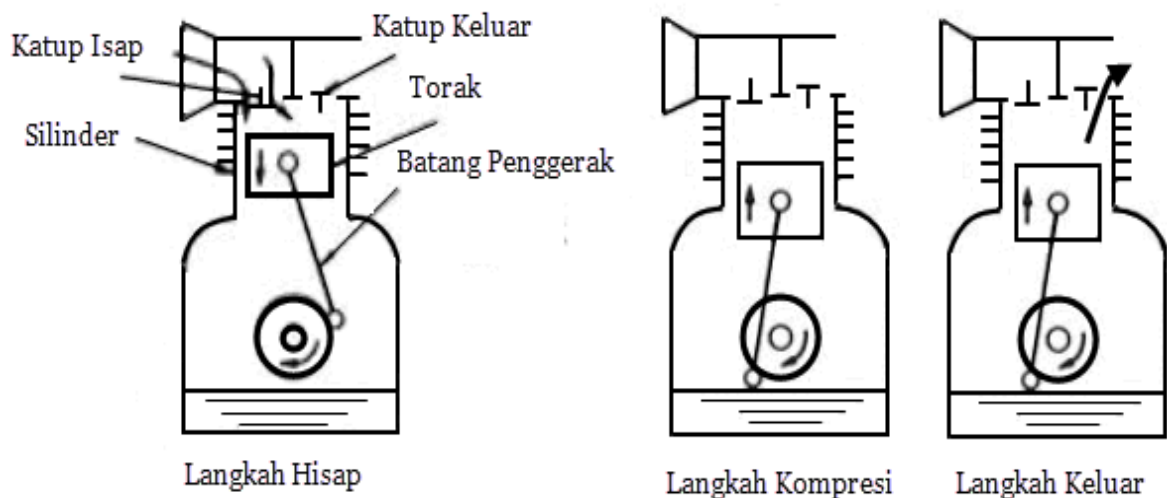 Katup Isap
Katup Keluar
Torak
Silinder
Batang Penggerak
Langkah Hisap
Langkah Kompresi
Langkah Keluar